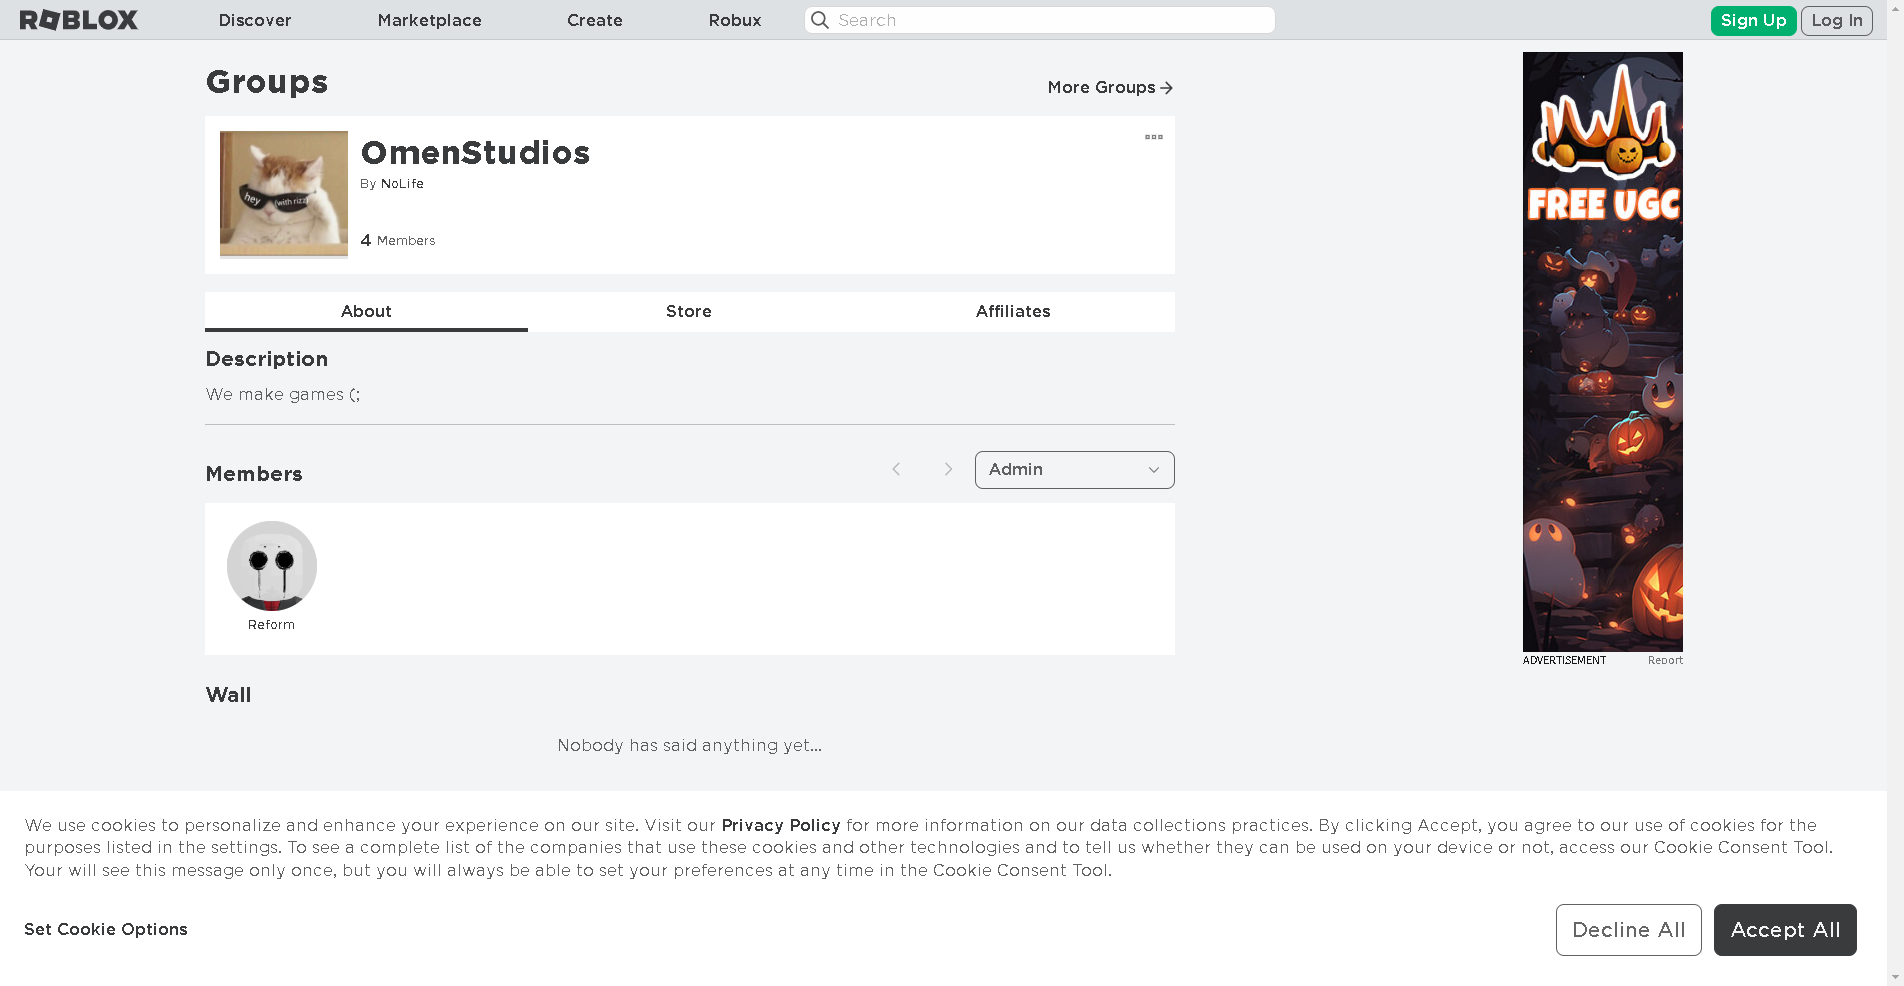 ROBLOX
Discover
Marketplace
Create
Robux
Search
Sign Up
Log In
Groups
More Groups
OmenStudios
By NoLife
4 Members
hey
(with rizz)
About
Store
Affiliates
Description
We make games (;
Members
Admin
Reform
Wall
Nobody has said anything yet...
FREE UGC
ADVERTISEMENT
Report
We use cookies to personalize and enhance your experience on our site. Visit our Privacy Policy for more information on our data collections practices. By clicking Accept, you agree to our use of cookies for the
purposes listed in the settings. To see a complete list of the companies that use these cookies and other technologies and to tell us whether they can be used on your device or not, access our Cookie Consent Tool.
Your will see this message only once, but you will always be able to set your preferences at any time in the Cookie Consent Tool.
Set Cookie Options
Decline All
Accept All